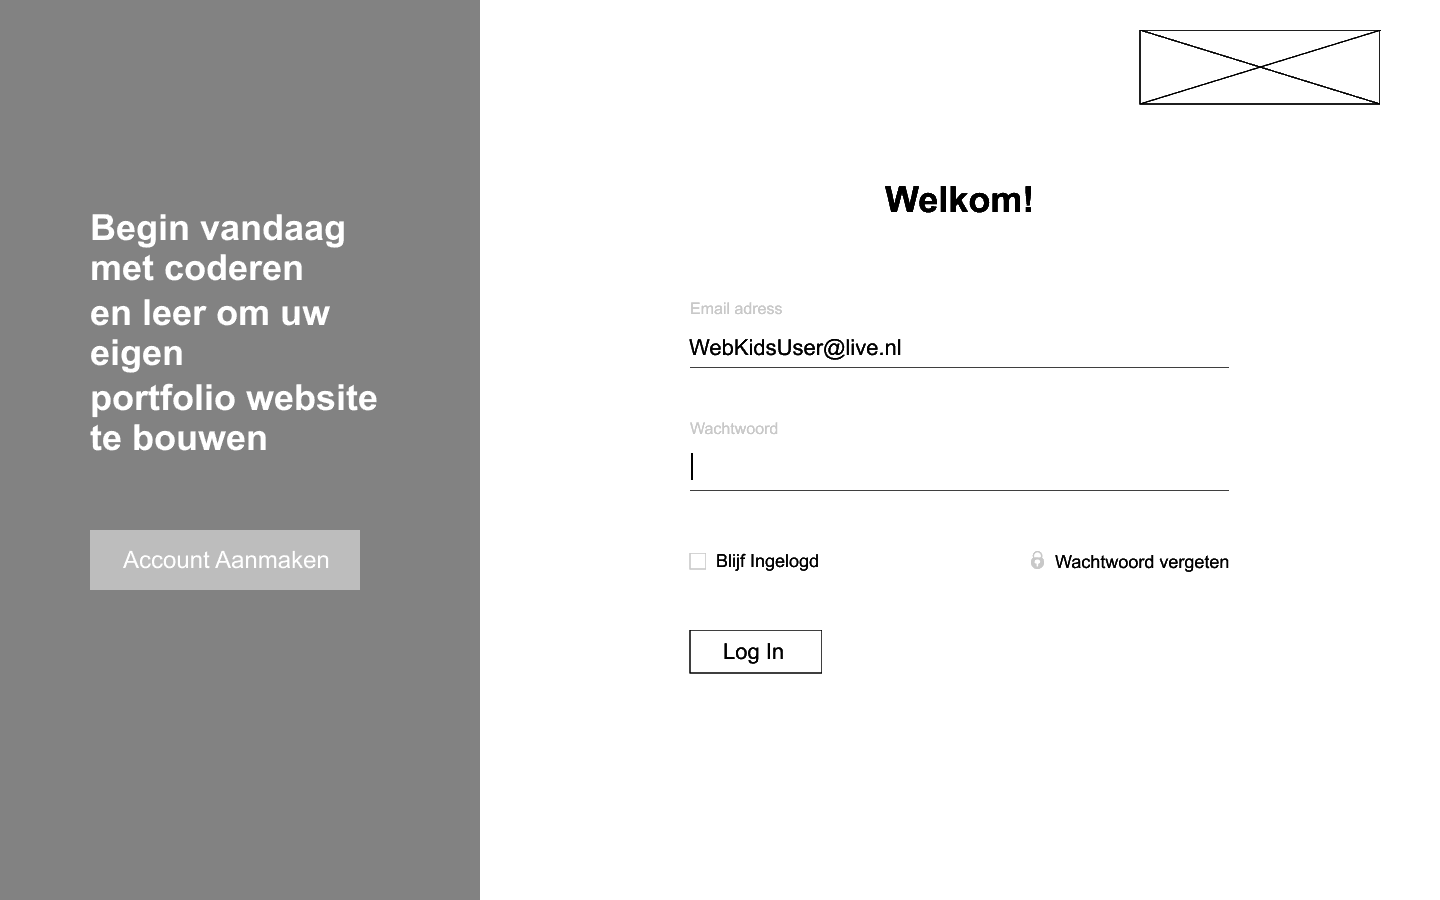 Begin vandaag
met coderen
en leer om uw
eigen
portfolio website
te bouwen
Account Aanmaken
Welkom!
Email adress
WebKidsUser@live.nl
Wachtwoord
Blijf Ingelogd
Wachtwoord vergeten
Log In